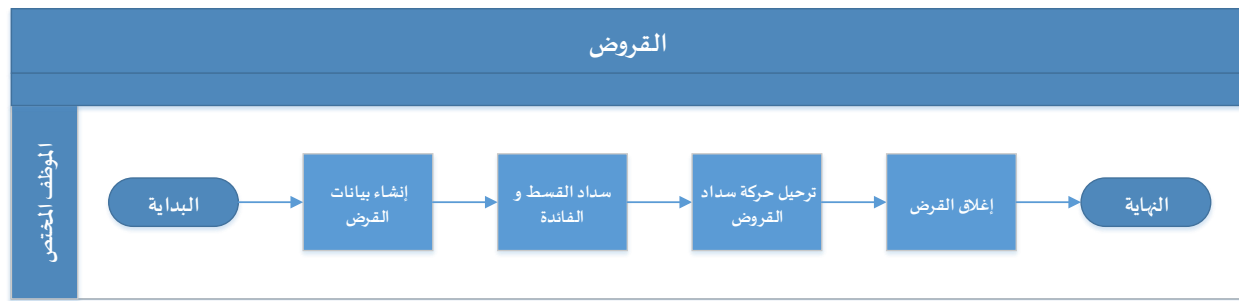 القروض
الموظف المختص
البداية
إنشاء بيانات
القرض
سداد القسط و
الفائدة
ترحيل حركة سداد
القروض
إغلاق القرض
النهاية